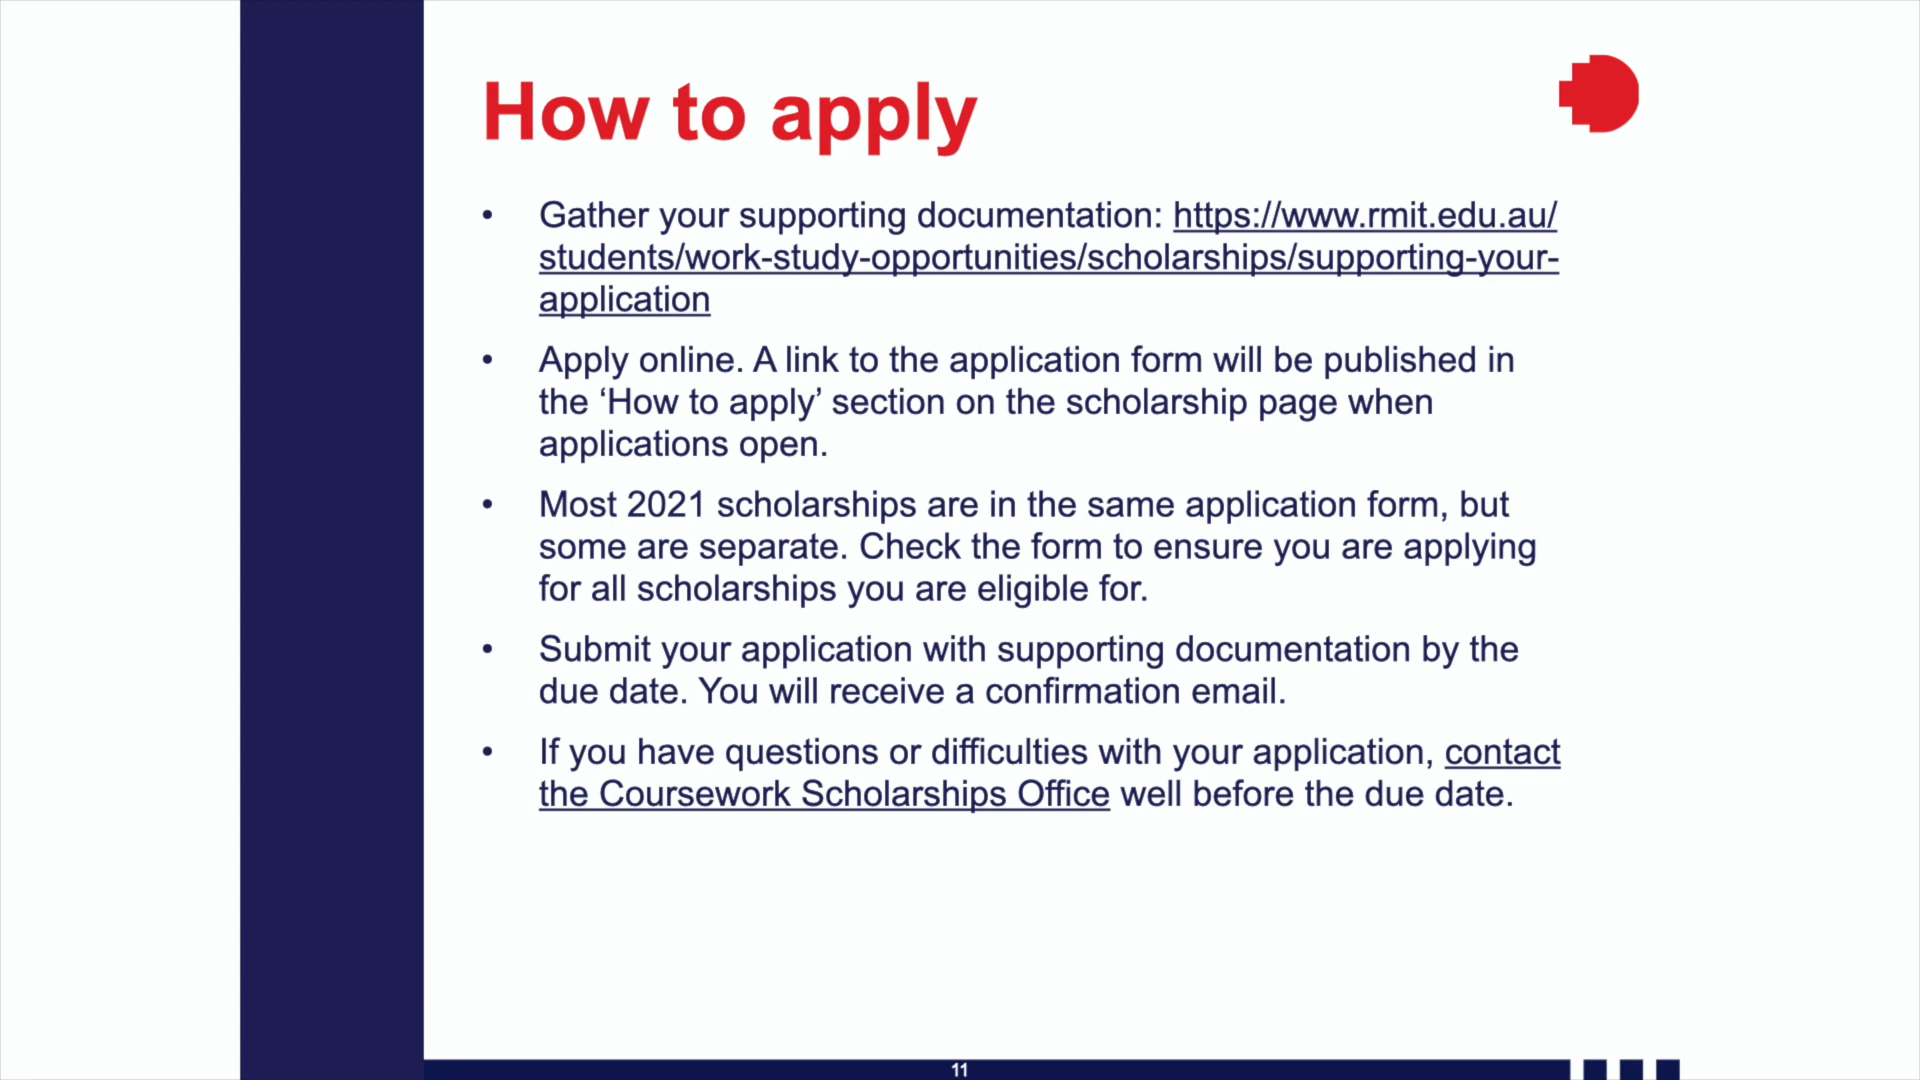 How to apply
• Gather your supporting documentation: https://www.rmit.edu.au/
students/work-study-opportunities/scholarships/supporting-your-
application
• Apply online. A link to the application form will be published in
the ‘How to apply’ section on the scholarship page when
applications open.
• Most 2021 scholarships are in the same application form, but
some are separate. Check the form to ensure you are applying
for all scholarships you are eligible for.
• Submit your application with supporting documentation by the
due date. You will receive a confirmation email.
• If you have questions or difficulties with your application, contact
the Coursework Scholarships Office well before the due date.
11